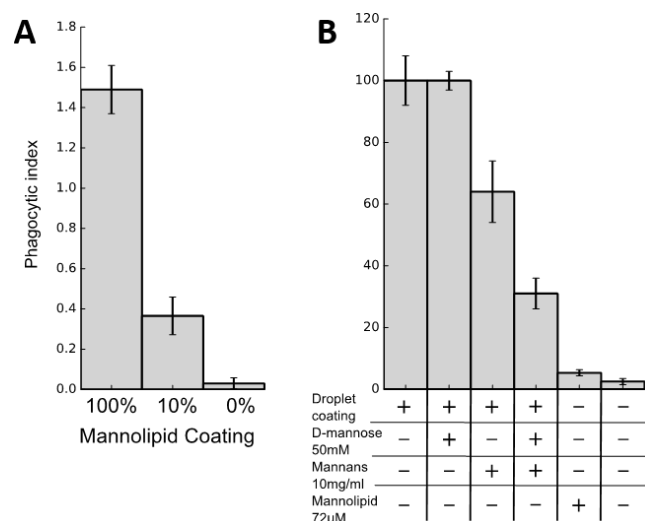 A
B
1.8
1.6
1.4
1.2
1.0
0.8
0.6
0.4
0.2
0.0
Phagocytic index
100% 10% 0%
Mannolipid Coating
120
100
80
60
40
20
0
Droplet
coating + + + + − −
D-mannose
50mM − + − + − −
Mannans
10mg/ml − − + + − −
Mannolipid
72uM − − − − + −